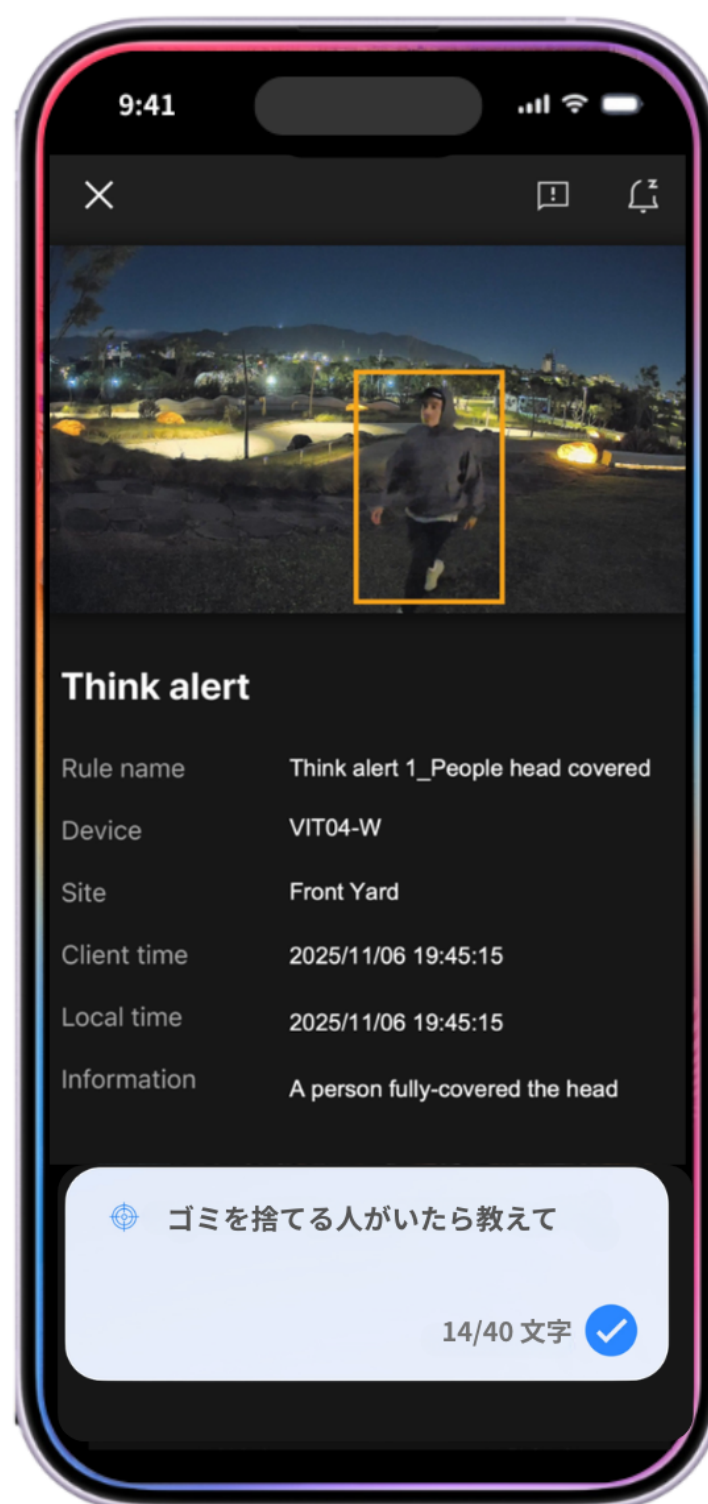 9:41
Think alert
Rule name Think alert 1_People head covered
Device VIT04-W
Site Front Yard
Client time 2025/11/06 19:45:15
Local time 2025/11/06 19:45:15
Information A person fully-covered the head
ゴミを捨てる人がいたら教えて
14/40 文字